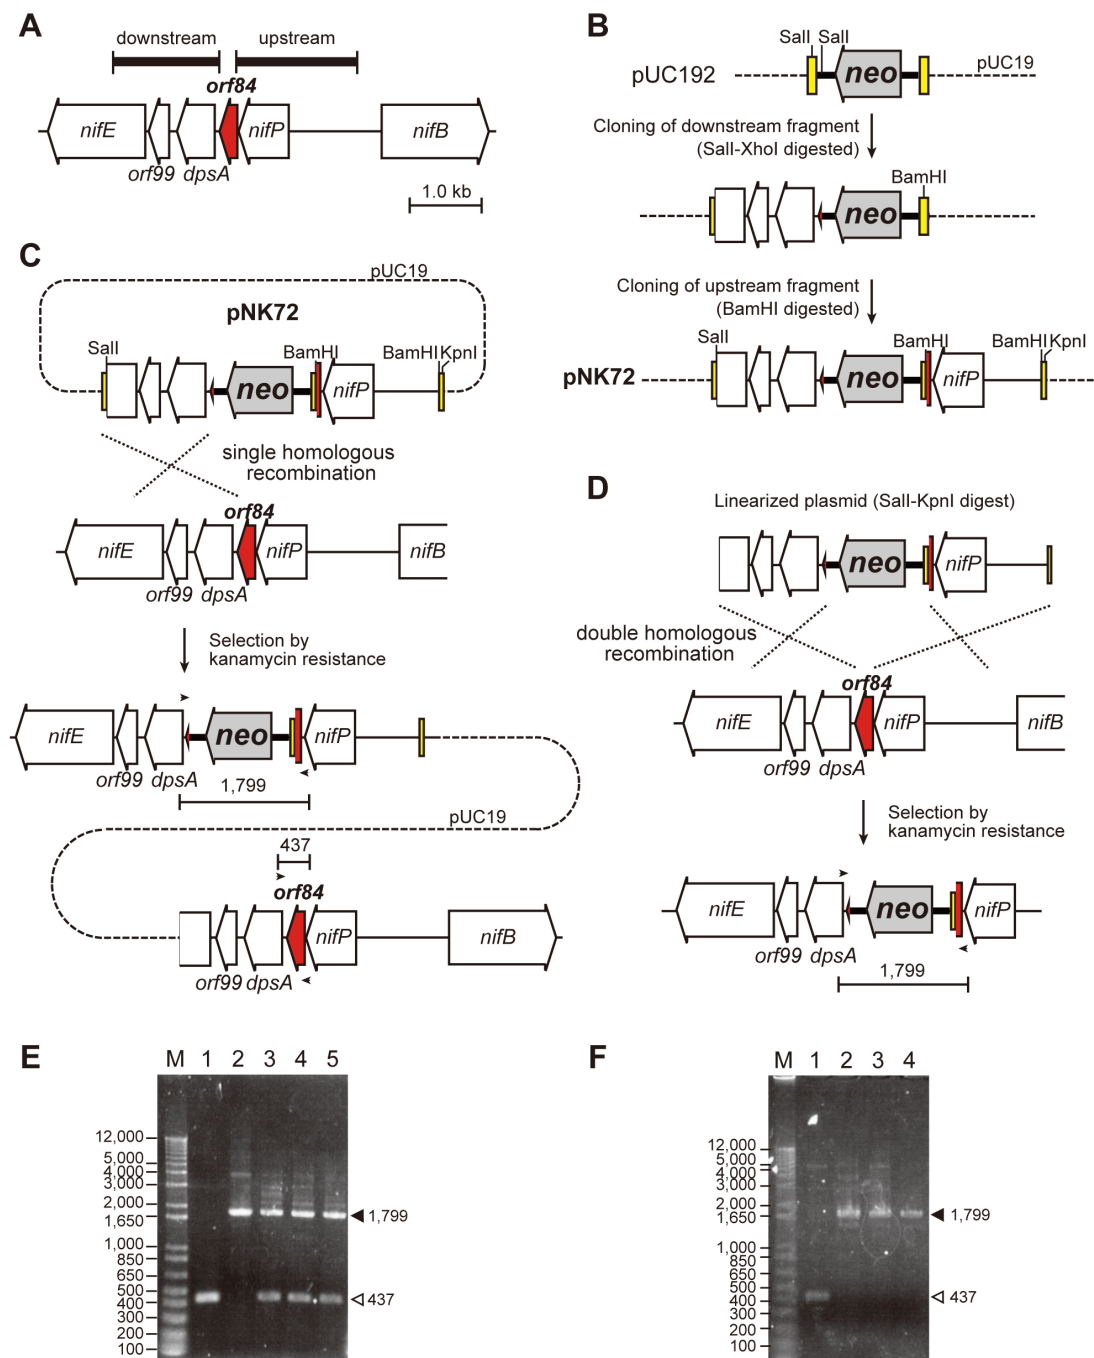 A
downstream
upstream
orf84
nifE
nifP
nifB
orf99
dpsA
1.0 kb
B
SalI
SalI
pUC192
neo
pUC19
Cloning of downstream fragment
(SalI-XhoI digested)
BamHI
neo
Cloning of upstream fragment
(BamHI digested)
SalI
BamHI
BamHI KpnI
pNK72
neo
nifP
C
pUC19
pNK72
SalI
BamHI
BamHI KpnI
neo
nifP
single homologous
recombination
orf84
nifE
nifP
nifB
orf99
dpsA
Selection by
kanamycin resistance
nifE
neo
nifP
orf99
dpsA
1,799
pUC19
437
orf84
nifP
nifB
orf99
dpsA
D
Linearized plasmid (SalI-KpnI digest)
neo
nifP
double homologous
recombination
orf84
nifE
nifP
nifB
orf99
dpsA
Selection by
kanamycin resistance
nifE
neo
nifP
orf99
dpsA
1,799
E
M 1 2 3 4 5
12,000
5,000
4,000
3,000
2,000
1,650
1,000
850
650
500
400
300
200
100
1,799
437
F
M 1 2 3 4
12,000
5,000
4,000
3,000
2,000
1,650
1,000
850
650
500
400
300
200
100
1,799
437